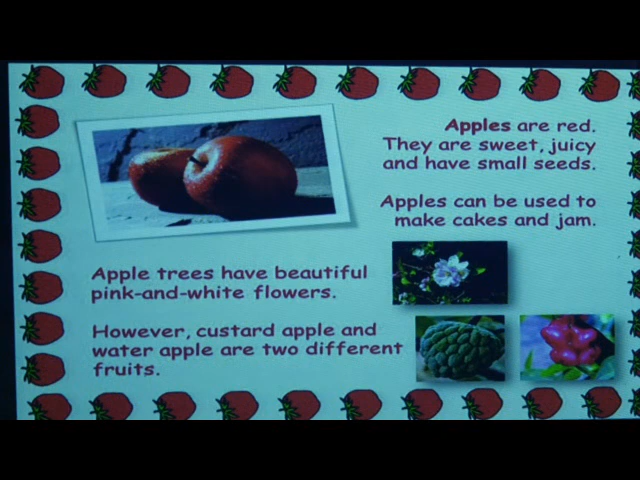 Apples are red.
They are sweet, juicy
and have small seeds.
Apples can be used to
make cakes and jam.
Apple trees have beautiful
pink-and-white flowers.
However, custard apple and
water apple are two different
fruits.